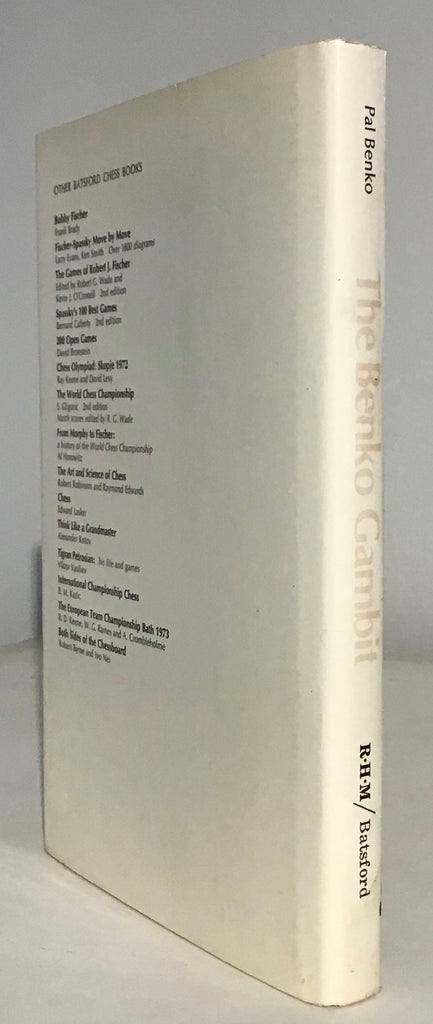 OTHER BATSFORD CHESS BOOKS
Bobby Fischer
Frank Brady
Fischer-Spassky Move by Move
Larry Evans, Ken Smith Over 1800 diagrams
The Games of Robert J. Fischer
Edited by Robert G. Wade and
Kevin J. O'Connell 2nd edition
Spassky's 100 Best Games
Bernard Cafferty 2nd edition
200 Open Games
David Bronstein
Chess Olympiad: Skopje 1972
Ray Keene and David Levy
The World Chess Championship
S. Gligoric 2nd edition
Match scores edited by R. G. Wade
From Morphy to Fischer:
a history of the World Chess Championship
Al Horowitz
The Art and Science of Chess
Robert Robinson and Raymond Edwards
Chess
Edward Lasker
Think Like a Grandmaster
Alexander Kotov
Tigran Petrosian: his life and games
Viktor Vasiliev
International Championship Chess
B. M. Kazic
The European Team Championship Bath 1973
R. D. Keene, W. G. Raines and A. Crombleholme
Both Sides of the Chessboard
Robert Byrne and Ivo Nei
Pal Benko
The Benko Gambit
R·H·M/Batsford